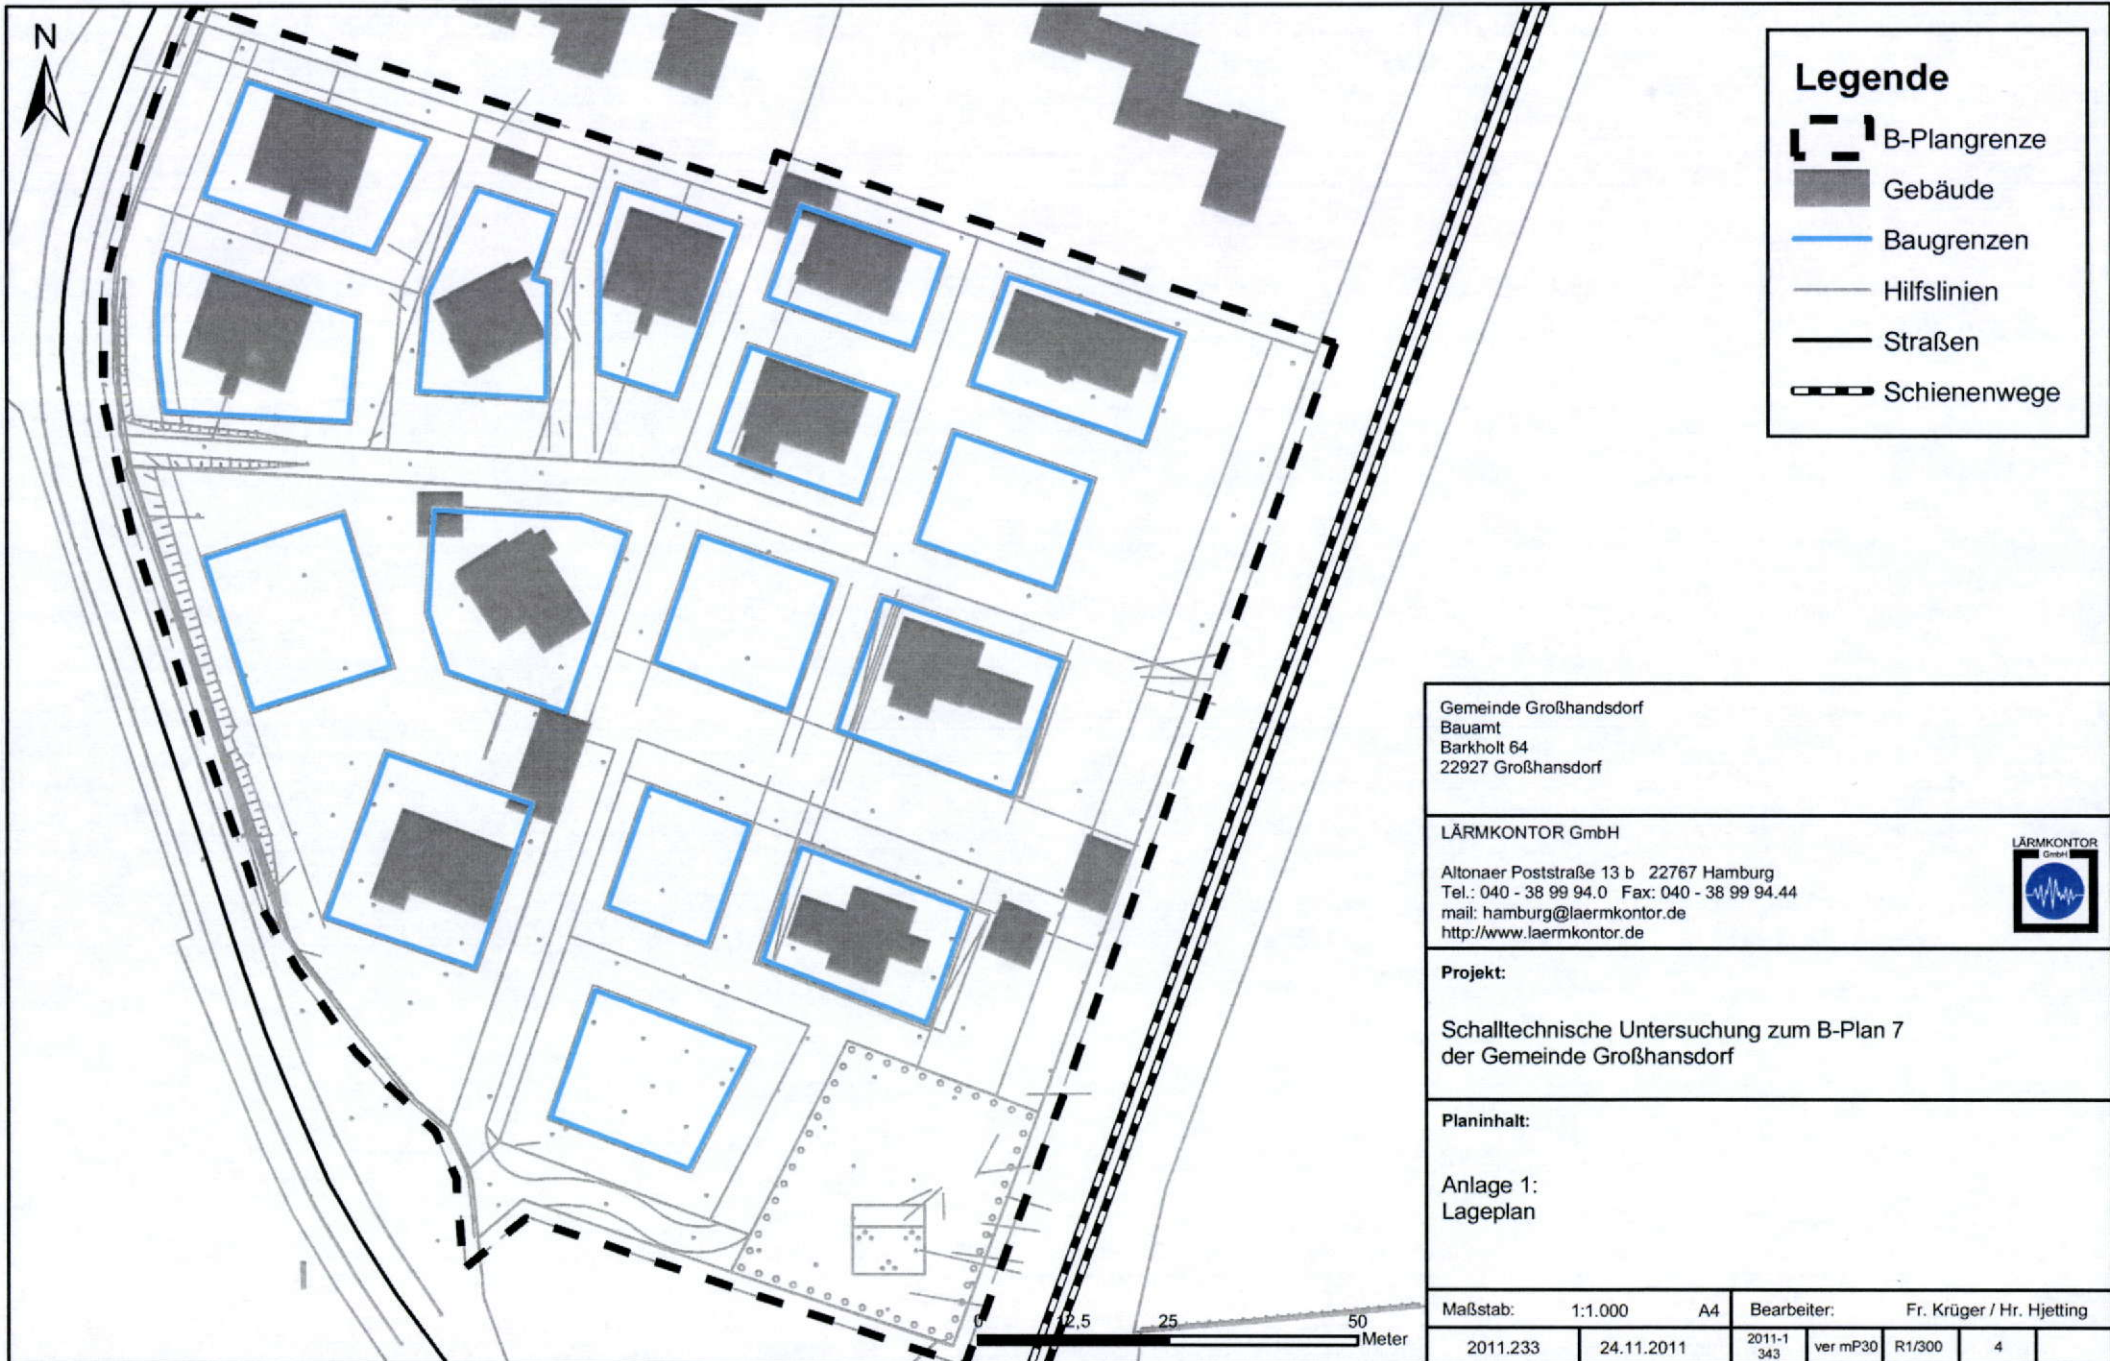 N
Legende
B-Plangrenze
Gebäude
Baugrenzen
Hilfslinien
Straßen
Schienenwege
Gemeinde Großhandsdorf
Bauamt
Barkholt 64
22927 Großhansdorf
LÄRMKONTOR GmbH
Altonaer Poststraße 13 b 22767 Hamburg
Tel.: 040 - 38 99 94.0 Fax: 040 - 38 99 94.44
mail: hamburg@laermkontor.de
http://www.laermkontor.de
LÄRMKONTOR
GmbH
Projekt:
Schalltechnische Untersuchung zum B-Plan 7
der Gemeinde Großhansdorf
Planinhalt:
Anlage 1:
Lageplan
0 12,5 25 50
Meter
Maßstab: 1:1.000 A4 Bearbeiter: Fr. Krüger / Hr. Hjetting
2011.233 24.11.2011 2011-1 343 ver mP30 R1/300 4